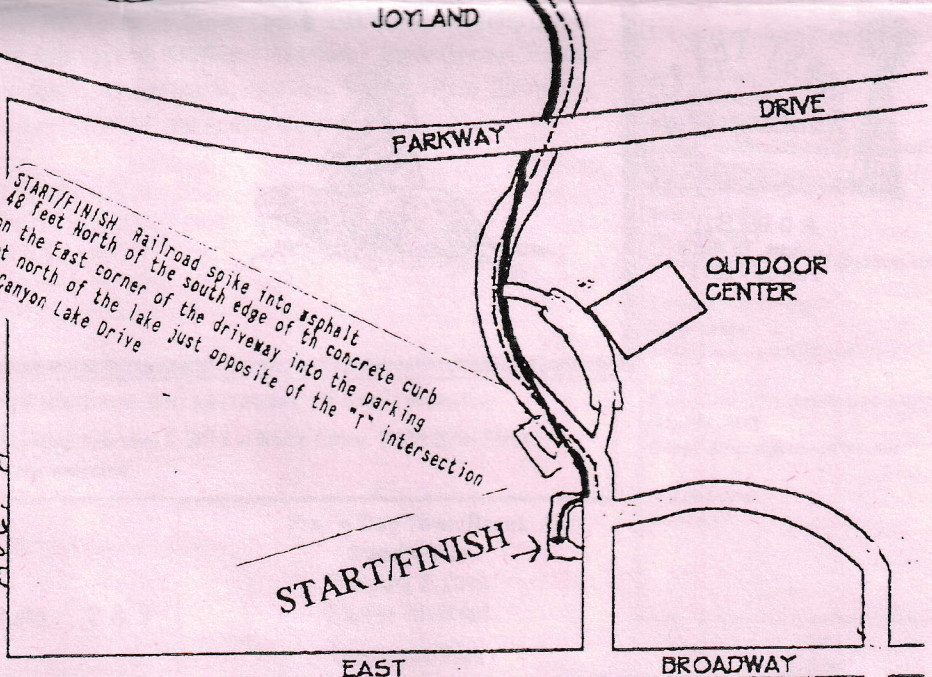 JOYLAND
PARKWAY DRIVE
START/FINISH Railroad spike into asphalt
48 feet North of the south edge of th concrete curb
on the East corner of the driveway into the parking
north of the lake just opposite of the "T" intersection
Canyon Lake Drive
OUTDOOR
CENTER
START/FINISH
EAST BROADWAY